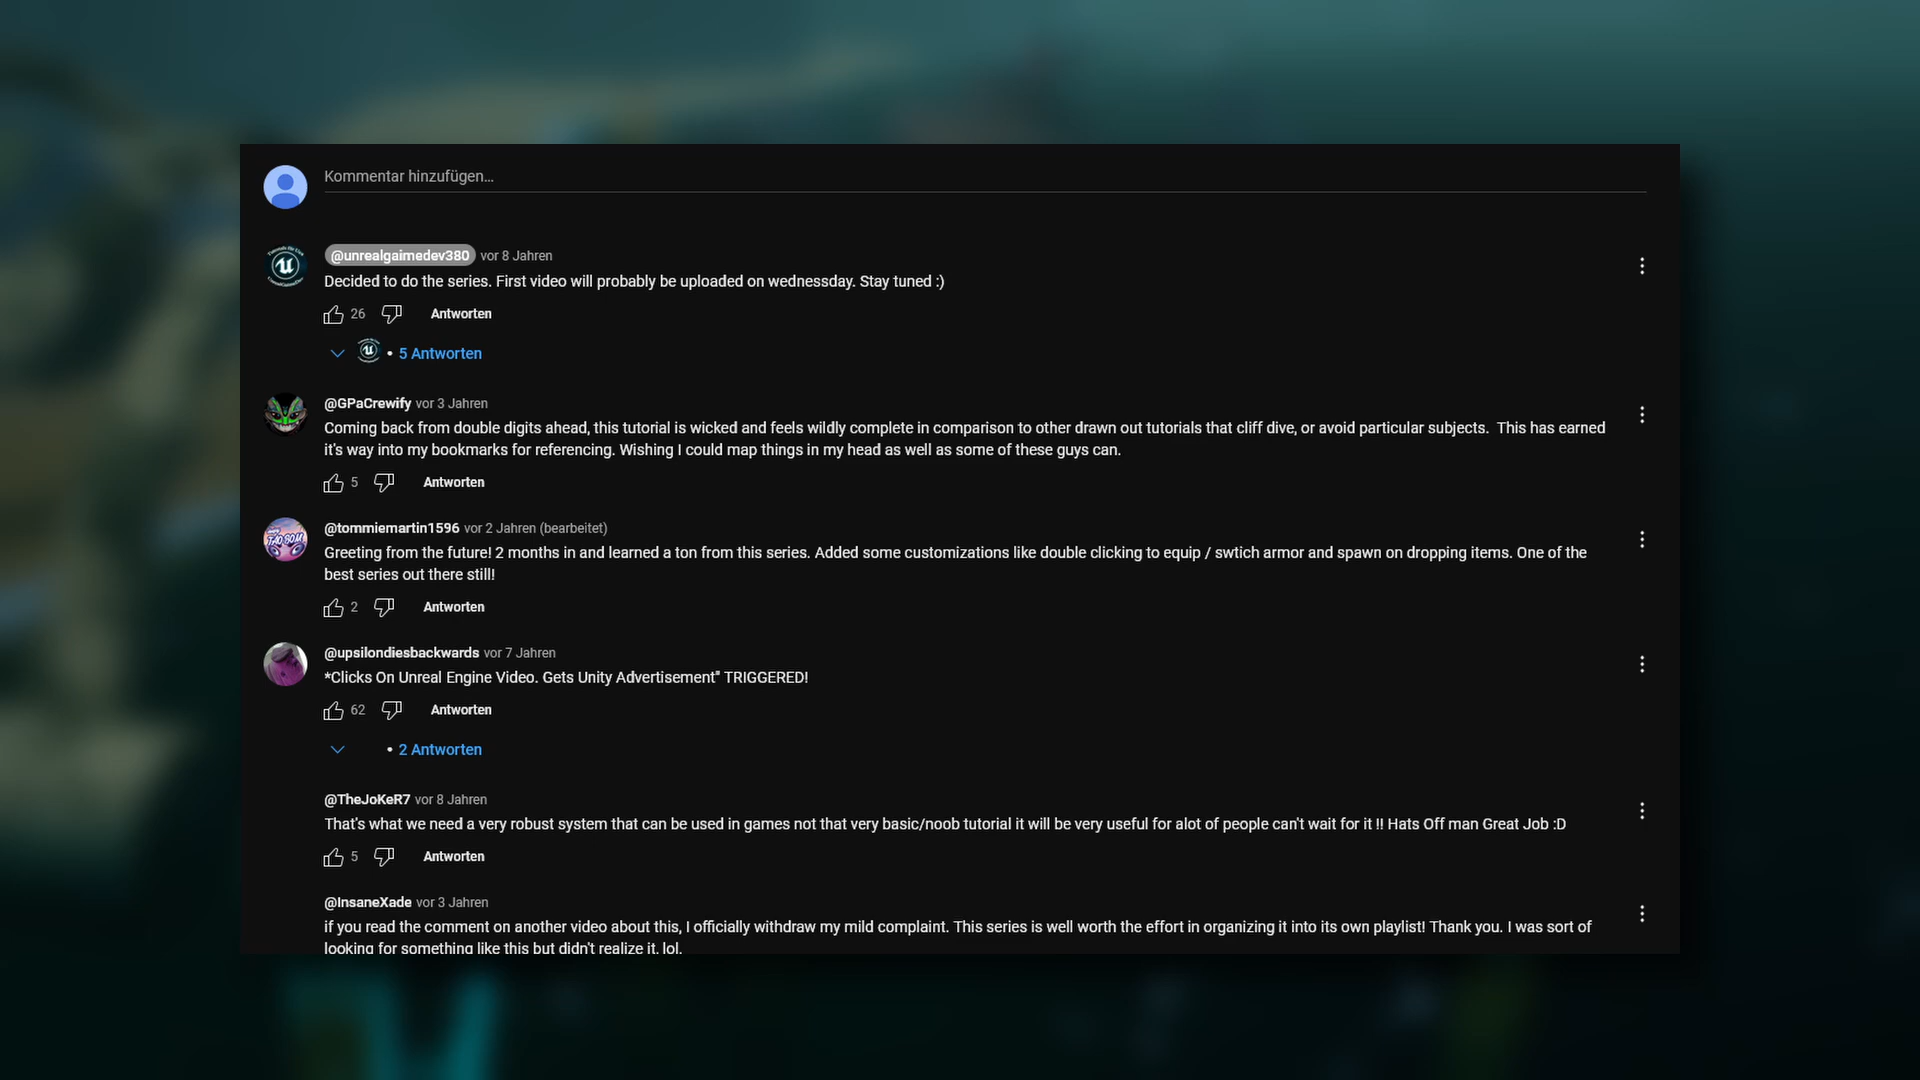 Kommentar hinzufügen...
@unrealgaimedev380 vor 8 Jahren
Decided to do the series. First video will probably be uploaded on wednessday. Stay tuned :)
26 Antworten
• 5 Antworten
@GPaCrewify vor 3 Jahren
Coming back from double digits ahead, this tutorial is wicked and feels wildly complete in comparison to other drawn out tutorials that cliff dive, or avoid particular subjects. This has earned
it's way into my bookmarks for referencing. Wishing I could map things in my head as well as some of these guys can.
5 Antworten
@tommiemartin1596 vor 2 Jahren (bearbeitet)
Greeting from the future! 2 months in and learned a ton from this series. Added some customizations like double clicking to equip / swtich armor and spawn on dropping items. One of the
best series out there still!
2 Antworten
@upsilondiesbackwards vor 7 Jahren
*Clicks On Unreal Engine Video. Gets Unity Advertisement" TRIGGERED!
62 Antworten
• 2 Antworten
@TheJoKeR7 vor 8 Jahren
That's what we need a very robust system that can be used in games not that very basic/noob tutorial it will be very useful for alot of people can't wait for it !! Hats Off man Great Job :D
5 Antworten
@InsaneXade vor 3 Jahren
if you read the comment on another video about this, I officially withdraw my mild complaint. This series is well worth the effort in organizing it into its own playlist! Thank you. I was sort of
looking for something like this but didn't realize it. lol.